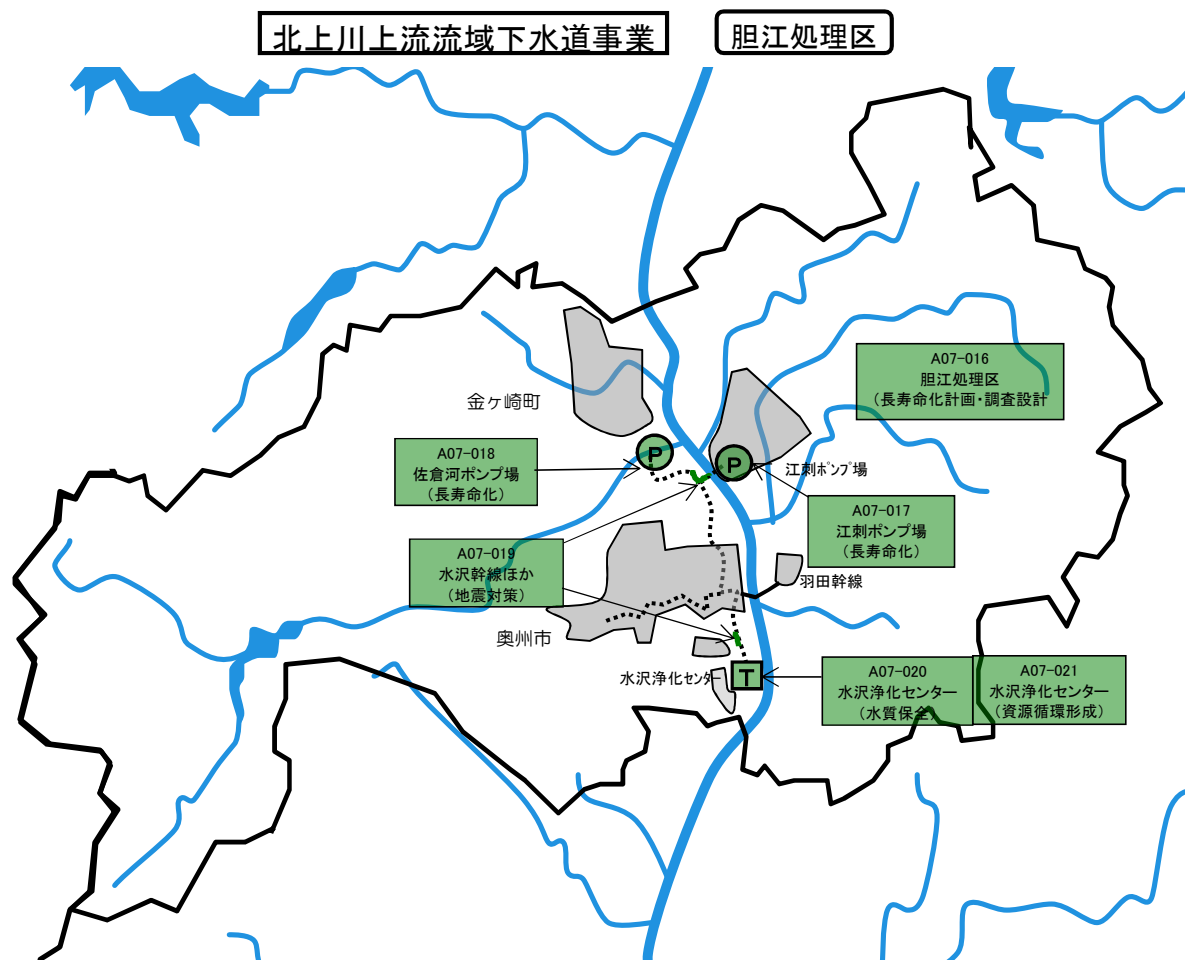 北上川上流流域下水道事業
胆江処理区
A07-016
胆江処理区
（長寿命化計画・調査設計
金ヶ崎町
A07-018
佐倉河ポンプ場
（長寿命化）
P
P
江刺ポンプ場
A07-017
江刺ポンプ場
（長寿命化）
A07-019
水沢幹線ほか
（地震対策）
羽田幹線
奥州市
水沢浄化センター
T
A07-020
水沢浄化センター
（水質保全）
A07-021
水沢浄化センター
（資源循環形成）